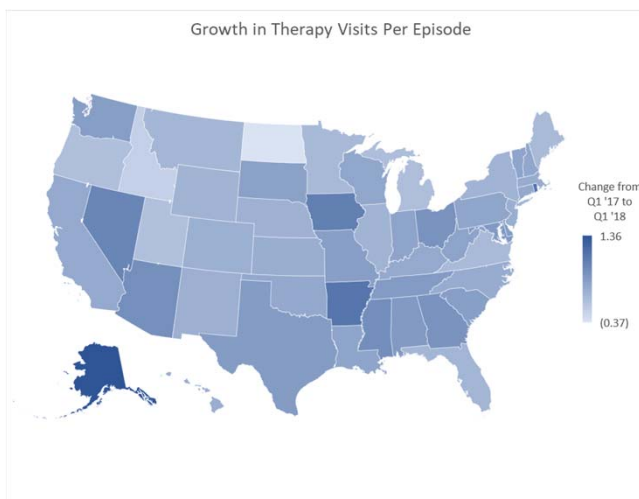 Growth in Therapy Visits Per Episode
Change from
Q1 '17 to
Q1 '18
1.36
(0.37)